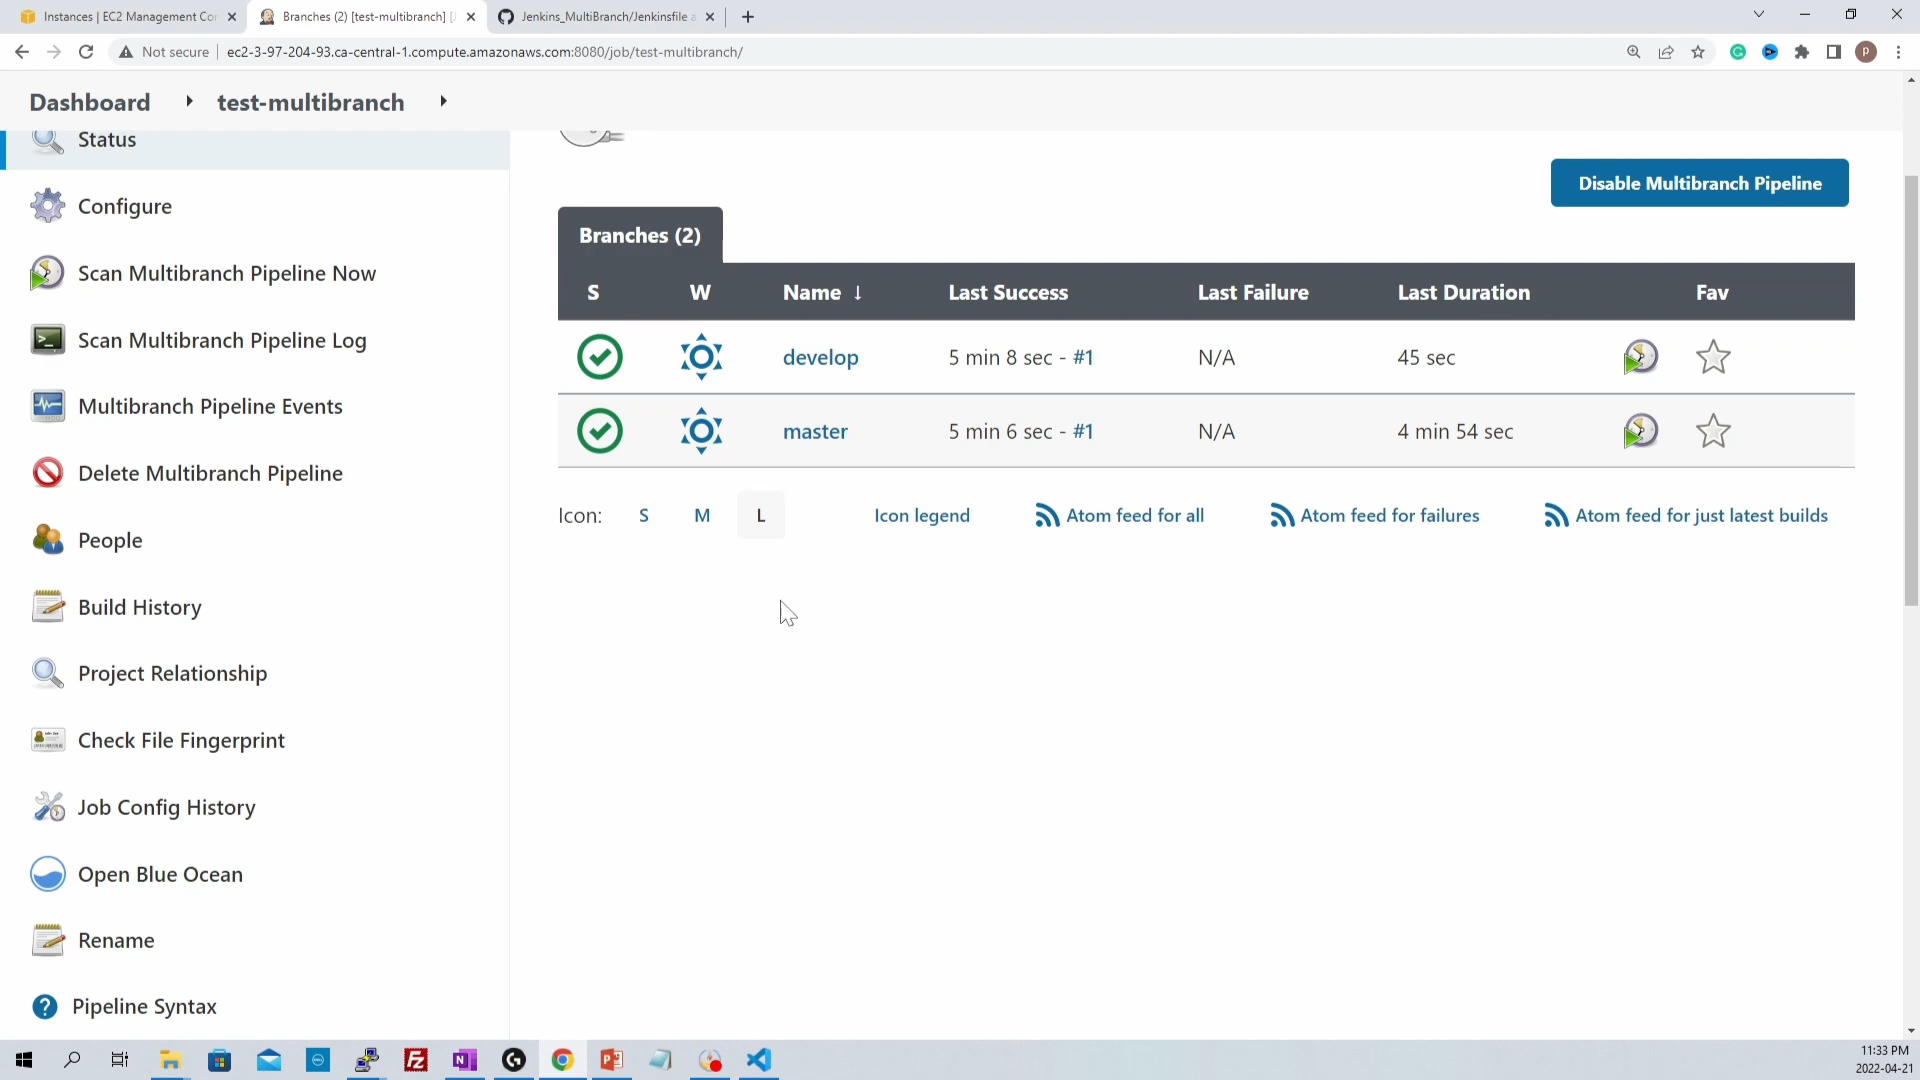 Instances | EC2 Management Con
Branches (2) [test-multibranch] [J
Jenkins_MultiBranch/Jenkinsfile a
Not secure
ec2-3-97-204-93.ca-central-1.compute.amazonaws.com:8080/job/test-multibranch/
P
Dashboard
test-multibranch
Status
Configure
Scan Multibranch Pipeline Now
Scan Multibranch Pipeline Log
Multibranch Pipeline Events
Delete Multibranch Pipeline
People
Build History
Project Relationship
Check File Fingerprint
Job Config History
Open Blue Ocean
Rename
Pipeline Syntax
Disable Multibranch Pipeline
Branches (2)
S W Name ↓ Last Success Last Failure Last Duration Fav
develop 5 min 8 sec - #1 N/A 45 sec
master 5 min 6 sec - #1 N/A 4 min 54 sec
Icon: S M L Icon legend Atom feed for all Atom feed for failures Atom feed for just latest builds
11:33 PM
2022-04-21